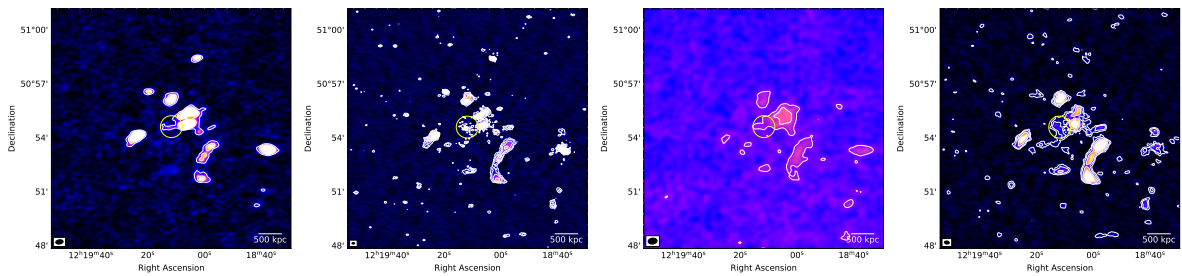 51°00'
50°57'
54'
51'
48'
Declination
12ʰ19ᵐ40ˢ
20ˢ
00ˢ
18ᵐ40ˢ
Right Ascension
500 kpc
51°00'
50°57'
54'
51'
48'
Declination
12ʰ19ᵐ40ˢ
20ˢ
00ˢ
18ᵐ40ˢ
Right Ascension
500 kpc
51°00'
50°57'
54'
51'
48'
Declination
12ʰ19ᵐ40ˢ
20ˢ
00ˢ
18ᵐ40ˢ
Right Ascension
500 kpc
51°00'
50°57'
54'
51'
48'
Declination
12ʰ19ᵐ40ˢ
20ˢ
00ˢ
18ᵐ40ˢ
Right Ascension
500 kpc